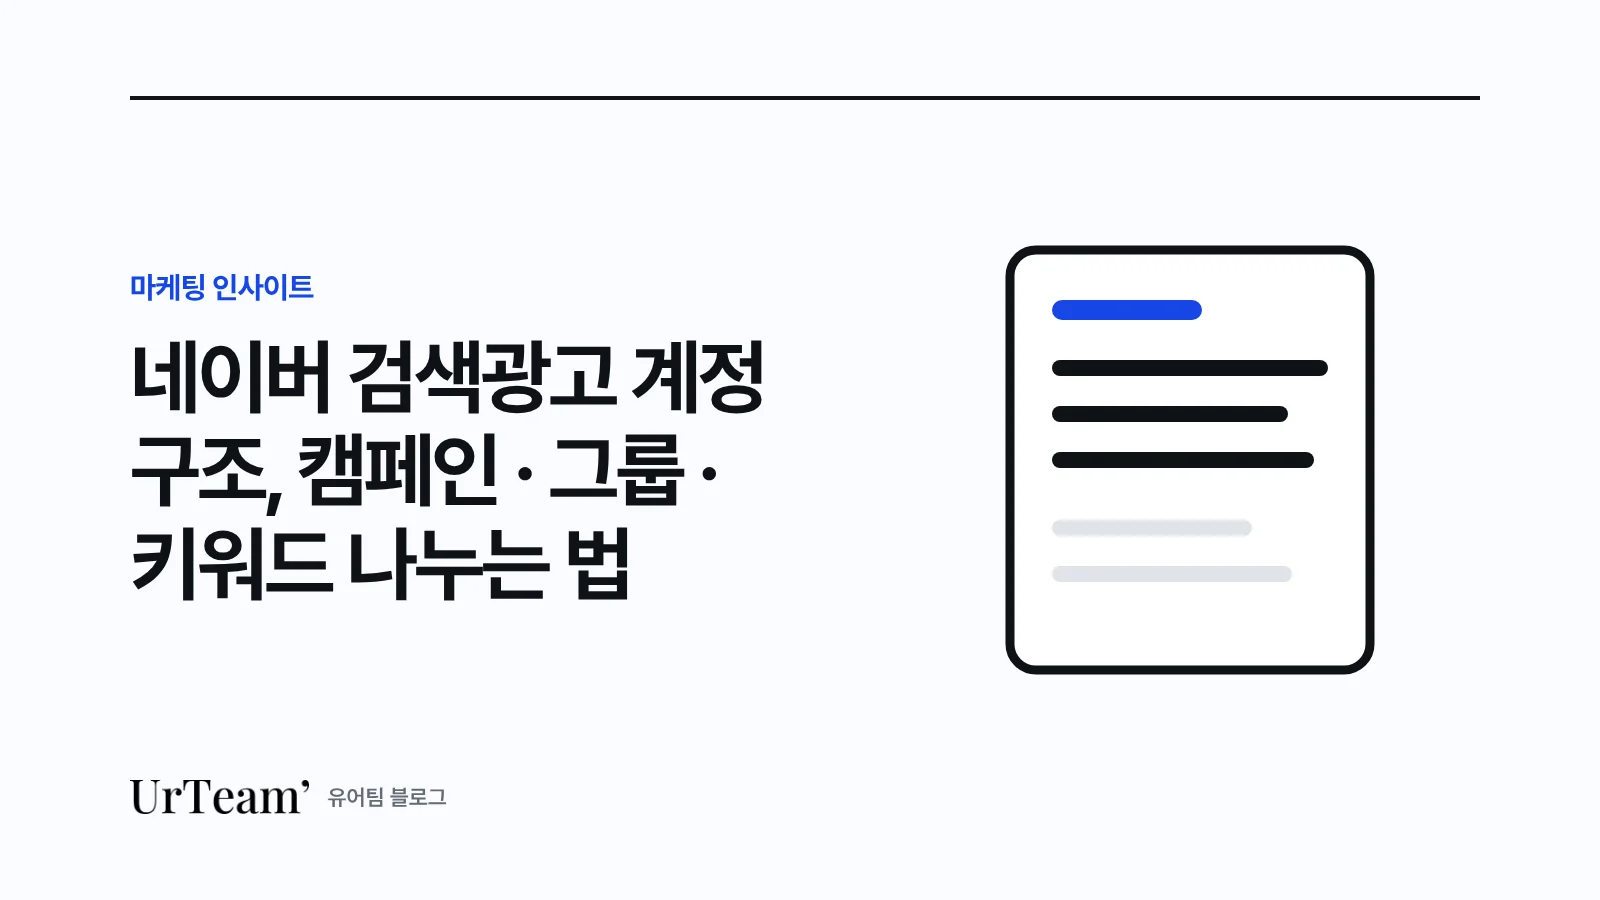 마케팅 인사이트
네이버 검색광고 계정
구조, 캠페인 · 그룹 ·
키워드 나누는 법
UrTeam’ 유어팀 블로그